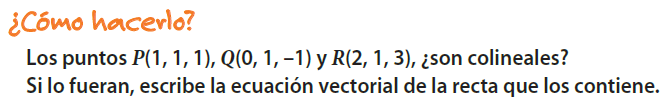 ¿Cómo hacerlo?
Los puntos P(1, 1, 1), Q(0, 1, –1) y R(2, 1, 3), ¿son colineales?
Si lo fueran, escribe la ecuación vectorial de la recta que los contiene.